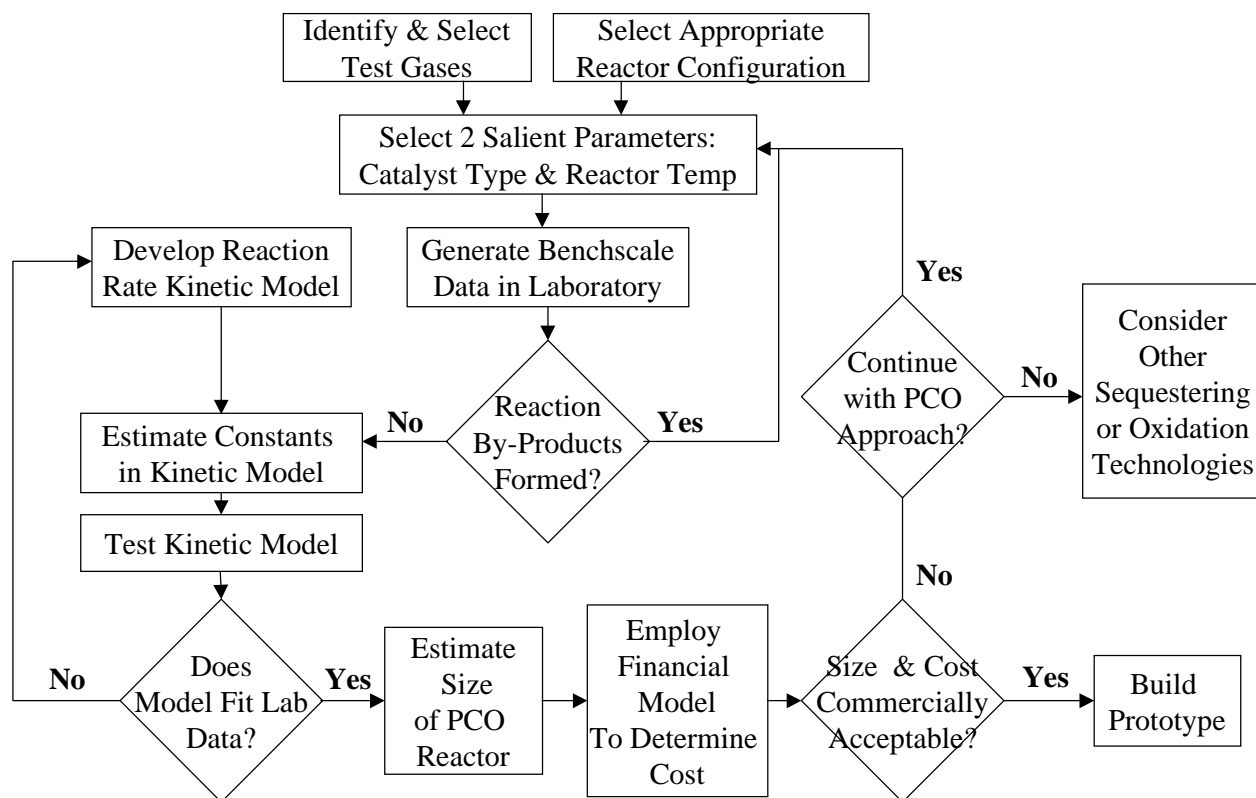 Identify & Select
Test Gases
Select Appropriate
Reactor Configuration
Select 2 Salient Parameters:
Catalyst Type & Reactor Temp
Develop Reaction
Rate Kinetic Model
Generate Benchscale
Data in Laboratory
Yes
Consider
Other
Sequestering
or Oxidation
Technologies
Continue
with PCO
Approach?
No
Reaction
By-Products
Formed?
No
Yes
Estimate Constants
in Kinetic Model
Test Kinetic Model
No
Does
Model Fit Lab
Data?
No
Yes
Estimate
Size
of PCO
Reactor
Employ
Financial
Model
To Determine
Cost
Size & Cost
Commercially
Acceptable?
Yes
Build
Prototype